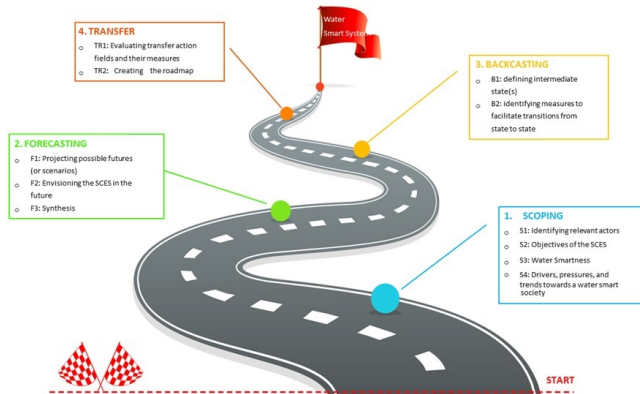 Water
Smart System
4. TRANSFER
o TR1: Evaluating transfer action
fields and their measures
o TR2: Creating the roadmap
3. BACKCASTING
o B1: defining intermediate
state(s)
o B2: identifying measures to
facilitate transitions from
state to state
2. FORECASTING
o F1: Projecting possible futures
(or scenarios)
o F2: Envisioning the SCES in the
future
o F3: Synthesis
1. SCOPING
o S1: Identifying relevant actors
o S2: Objectives of the SCES
o S3: Water Smartness
o S4: Drivers, pressures, and
trends towards a water smart
society
START